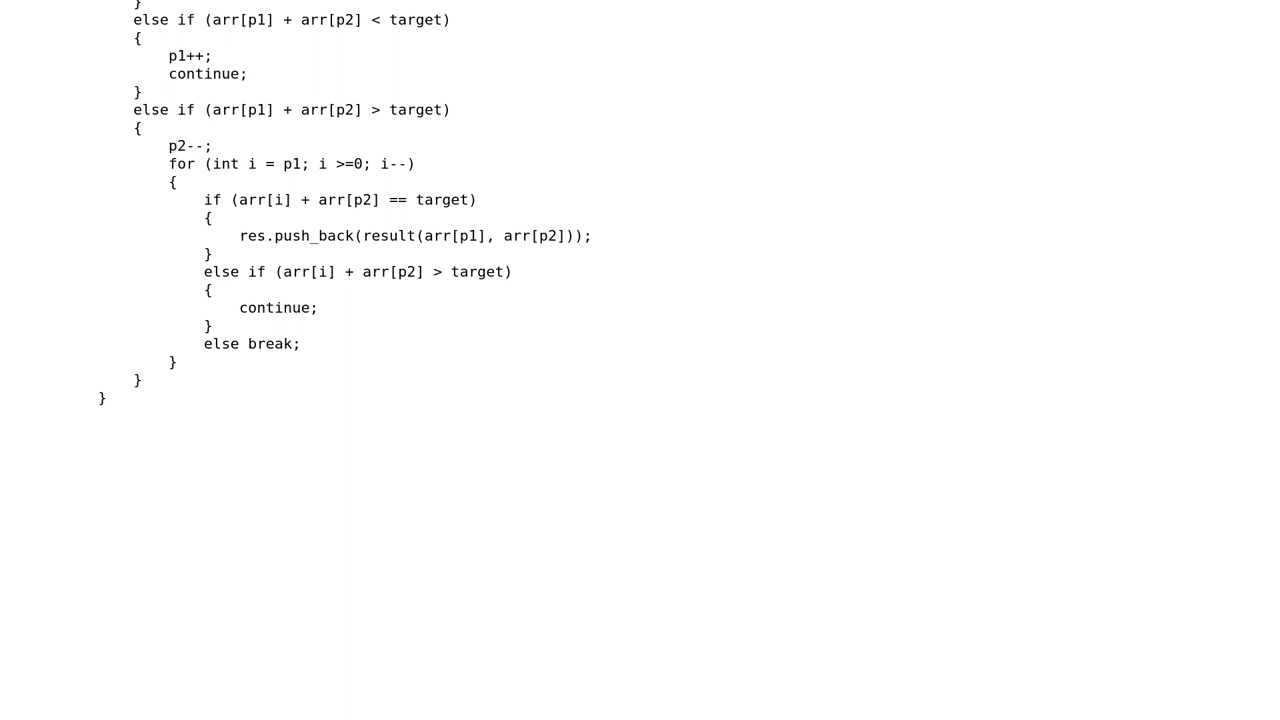 }
else if (arr[p1] + arr[p2] < target)
{
p1++;
continue;
}
else if (arr[p1] + arr[p2] > target)
{
p2--;
for (int i = p1; i >=0; i--)
{
if (arr[i] + arr[p2] == target)
{
res.push_back(result(arr[p1], arr[p2]));
}
else if (arr[i] + arr[p2] > target)
{
continue;
}
else break;
}
}
}